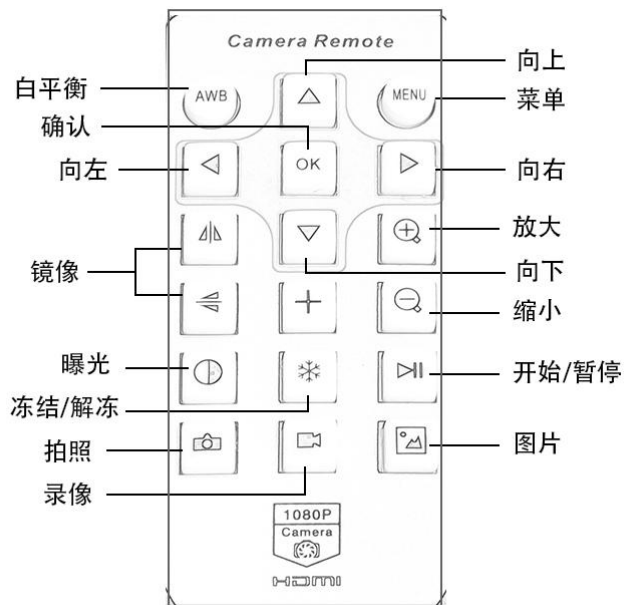 Camera Remote
向上
白平衡
AWB
MENU
菜单
确认
OK
向左
向右
放大
镜像
向下
缩小
曝光
开始/暂停
冻结/解冻
拍照
图片
录像
1080P
Camera
HDMI